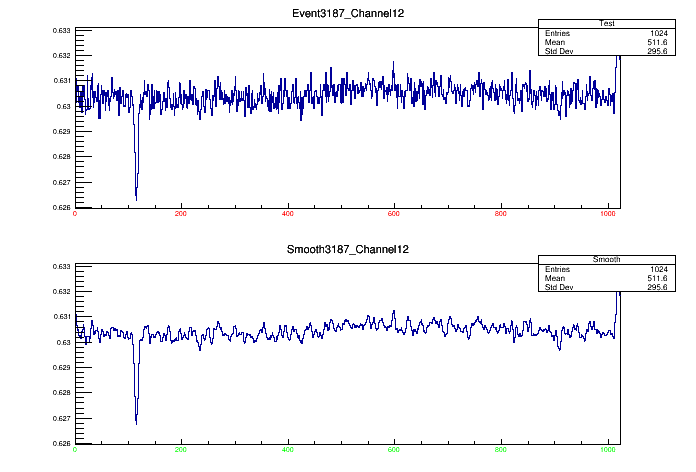 Event3187_Channel12
Test
Entries 1024
Mean 511.6
Std Dev 295.6
0.633
0.632
0.631
0.63
0.629
0.628
0.627
0.626
0 200 400 600 800 1000
Smooth3187_Channel12
Smooth
Entries 1024
Mean 511.6
Std Dev 295.6
0.633
0.632
0.631
0.63
0.629
0.628
0.627
0.626
0 200 400 600 800 1000